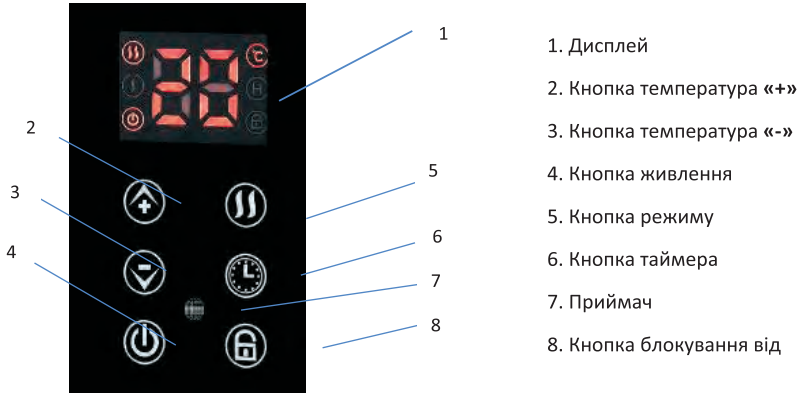 20
°C
H
1
2
3
4
5
6
7
8
1. Дисплей
2. Кнопка температура «+»
3. Кнопка температура «-»
4. Кнопка живлення
5. Кнопка режиму
6. Кнопка таймера
7. Приймач
8. Кнопка блокування від